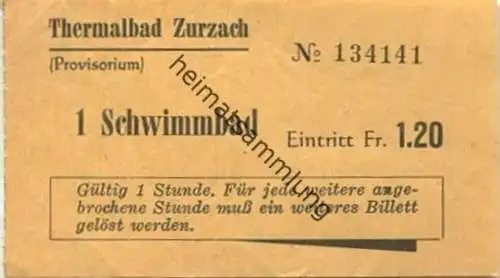 Thermalbad Zurzach
(Provisorium)
№ 134141
1 Schwimmbad
Eintritt Fr. 1.20
Gültig 1 Stunde. Für jede weitere ange-
brochene Stunde muß ein weiteres Billett
gelöst werden.
heimatsammlung.de